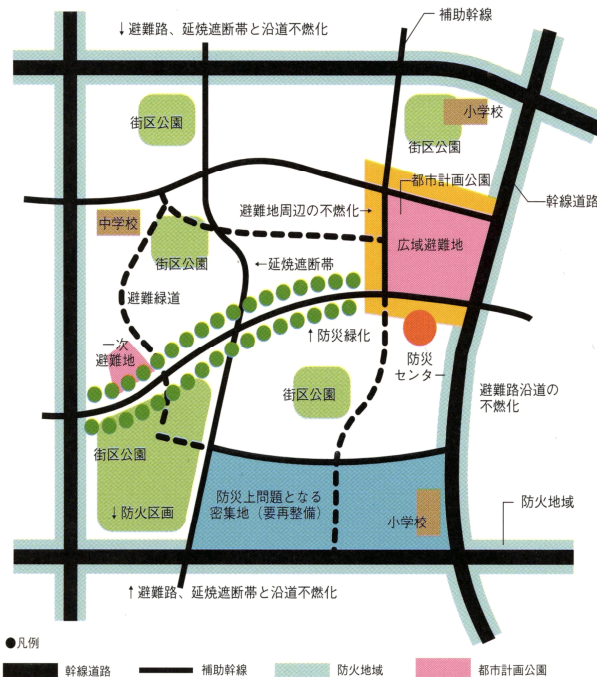 ↓避難路、延焼遮断帯と沿道不燃化
補助幹線
街区公園
小学校
街区公園
都市計画公園
幹線道路
中学校
避難地周辺の不燃化→
広域避難地
街区公園
←延焼遮断帯
避難緑道
↑防災緑化
一次
避難地
防災
センター
街区公園
避難路沿道の
不燃化
街区公園
防災上問題となる
密集地（要再整備）
↓防火区画
小学校
防火地域
↑避難路、延焼遮断帯と沿道不燃化
●凡例
幹線道路
補助幹線
防火地域
都市計画公園